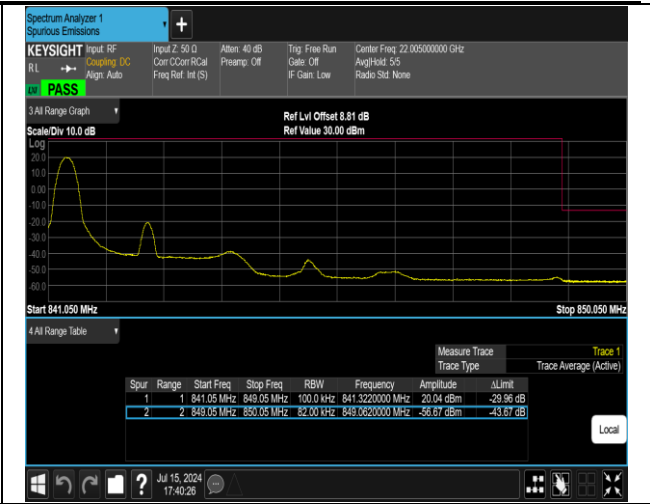 Spectrum Analyzer 1
Spurious Emissions
KEYSIGHT Input: RF Input Z: 50 Ω Atten: 40 dB Trig: Free Run Center Freq: 22.005000000 GHz
RL Coupling: DC Corr CCorr RCal Preamp: Off Gate: Off Avg|Hold: 5/5
Align: Auto Freq Ref: Int (S) IF Gain: Low Radio Std: None
PASS
3 All Range Graph
Ref Lvl Offset 8.81 dB
Scale/Div 10.0 dB Ref Value 30.00 dBm
Log
20.0
10.0
0.00
-10.0
-20.0
-30.0
-40.0
-50.0
-60.0
Start 841.050 MHz Stop 850.050 MHz
4 All Range Table
Measure Trace Trace 1
Trace Type Trace Average (Active)
Spur Range Start Freq Stop Freq RBW Frequency Amplitude ΔLimit
1 1 841.05 MHz 849.05 MHz 100.0 kHz 841.3220000 MHz 20.04 dBm -29.96 dB
2 2 849.05 MHz 850.05 MHz 82.00 kHz 849.0620000 MHz -56.67 dBm -43.67 dB
Local
? Jul 15, 2024
17:40:26